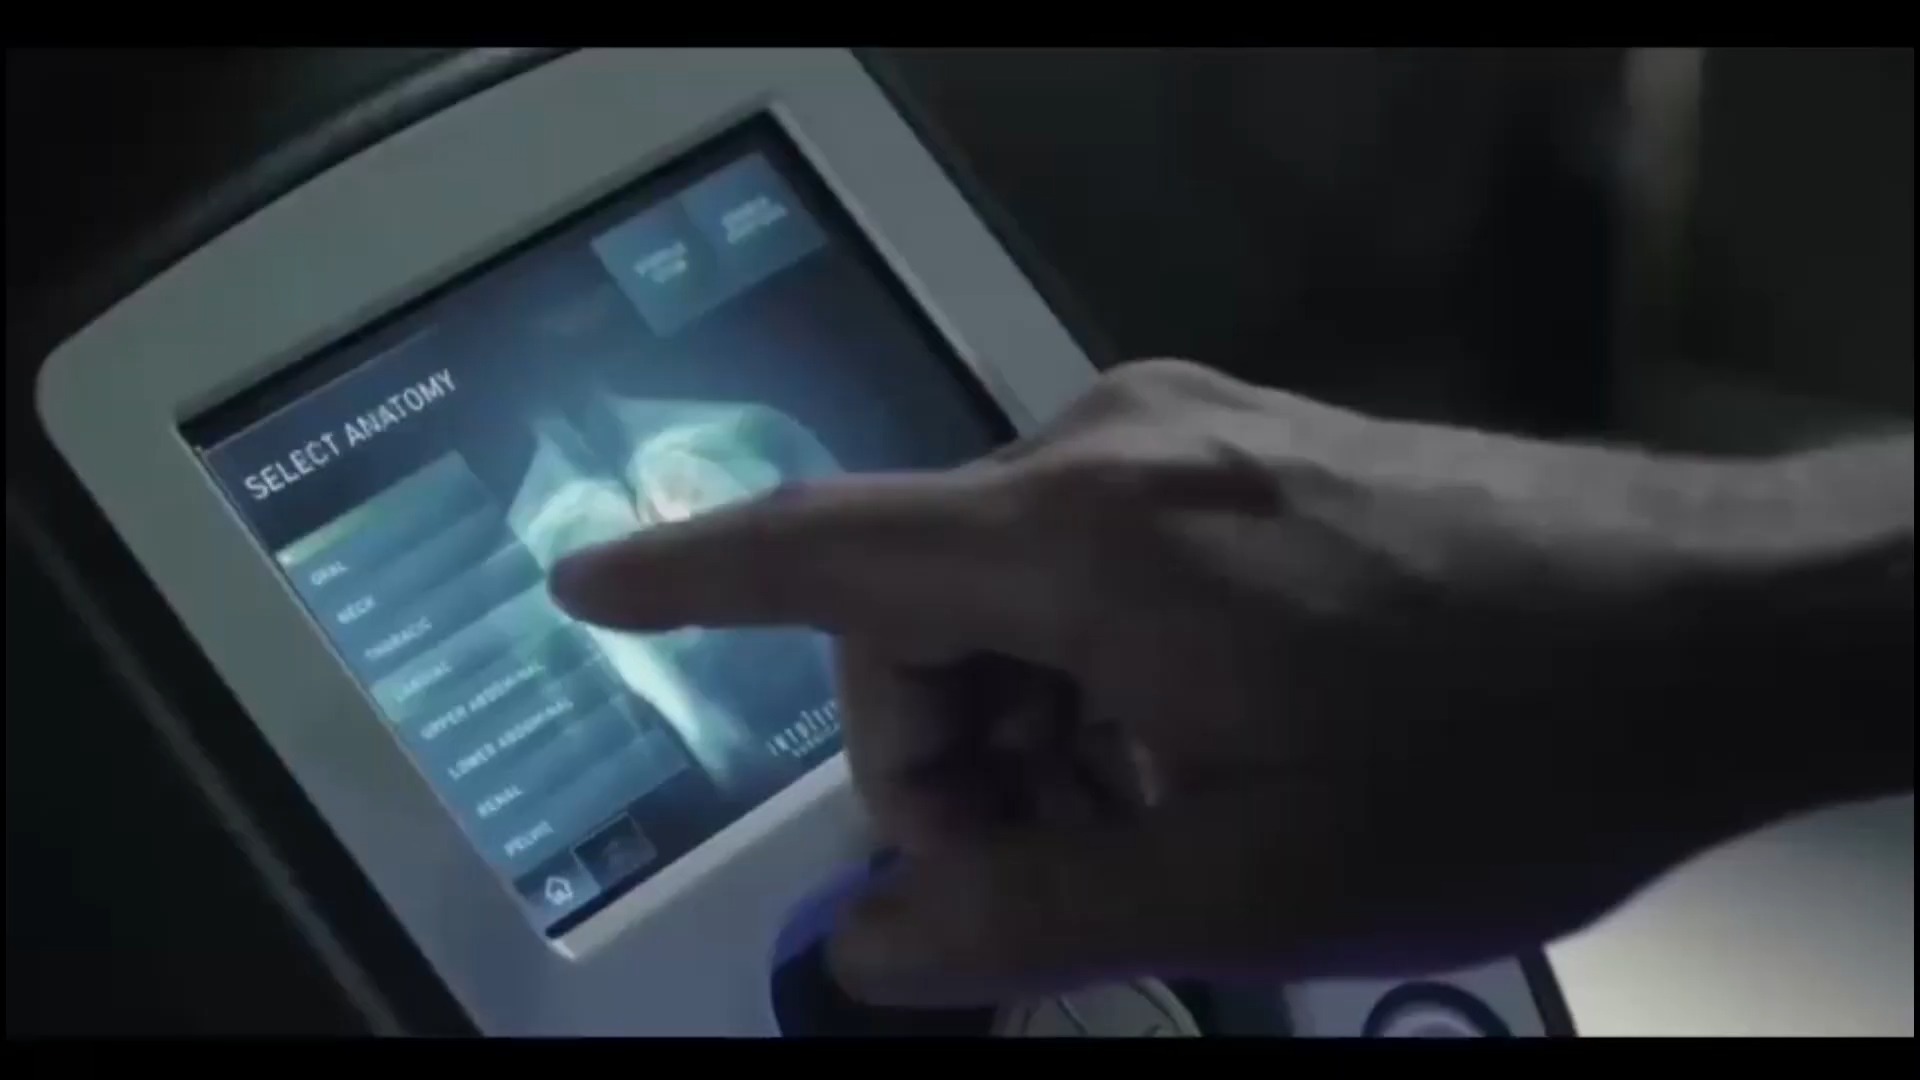 SELECT ANATOMY
ORAL
NECK
THORACIC
CARDIAC
UPPER ABDOMINAL
LOWER ABDOMINAL
RENAL
PELVIC